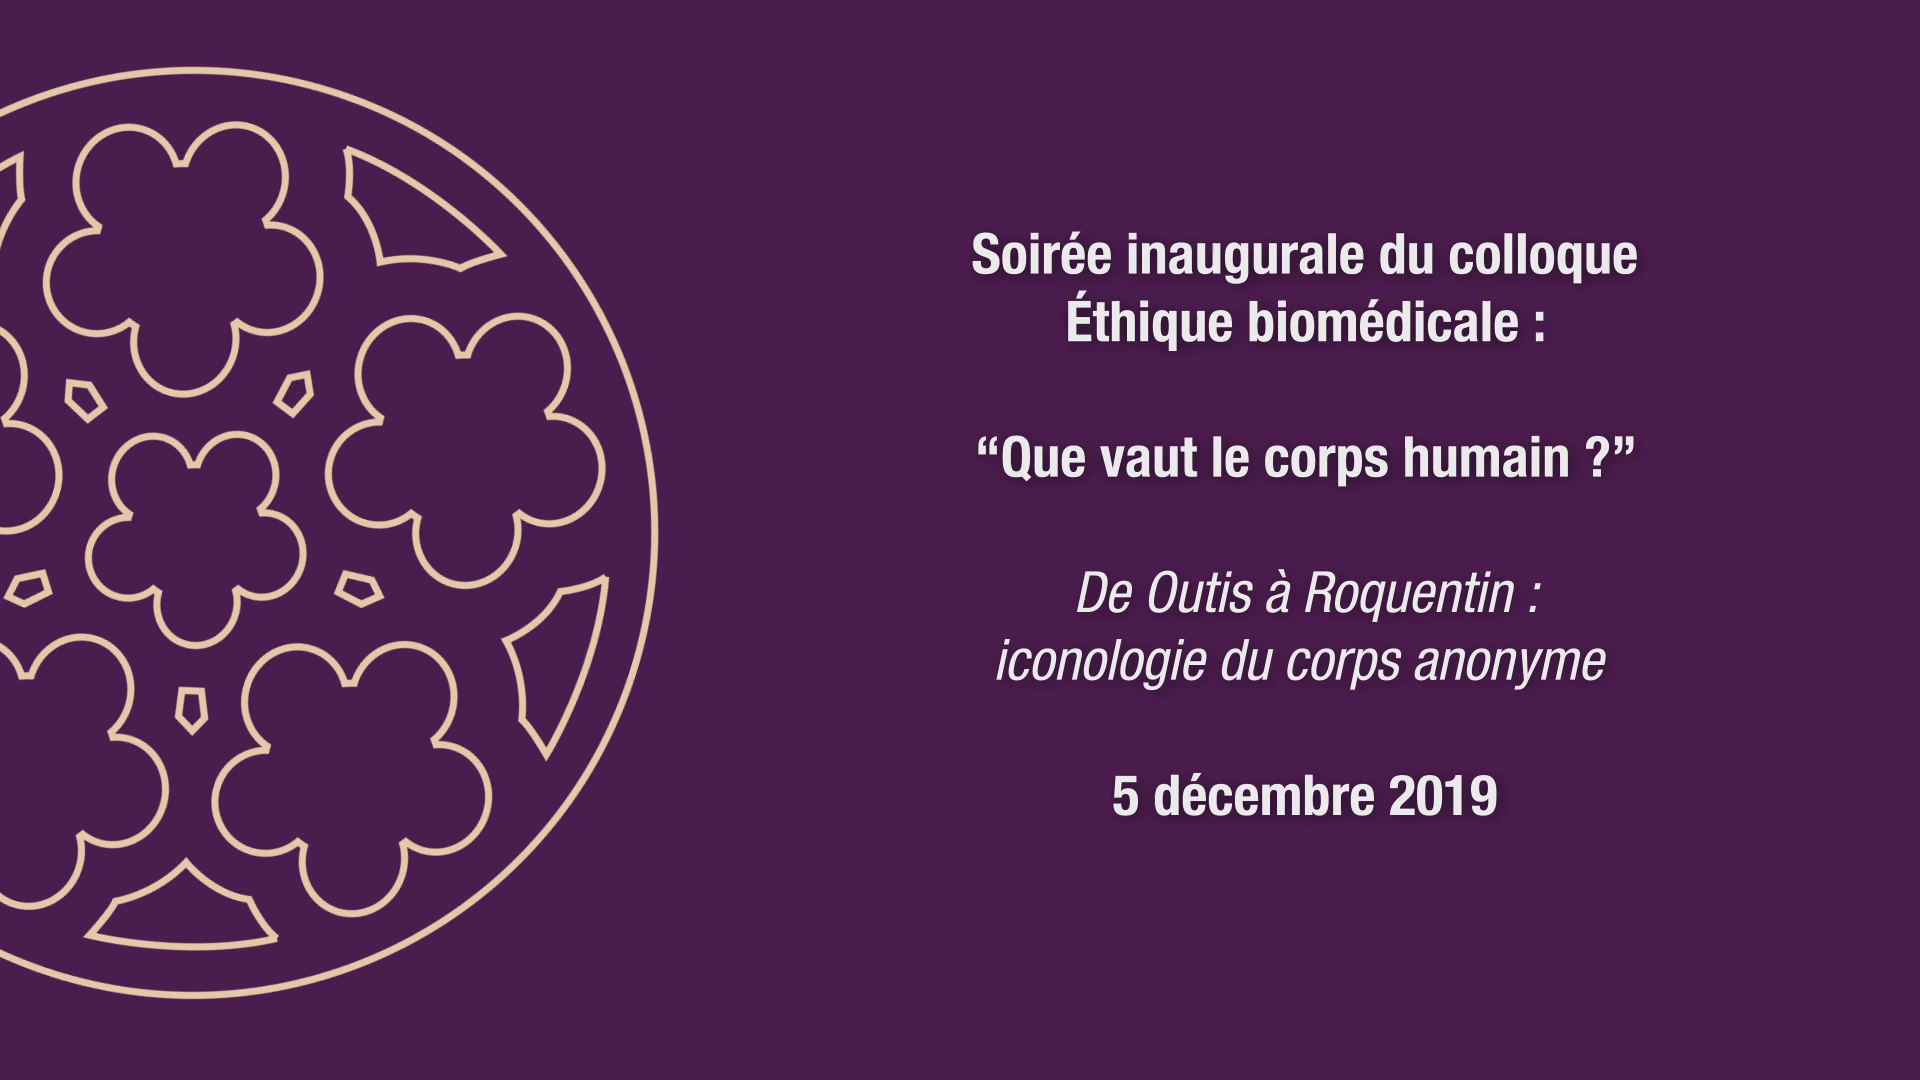 Soirée inaugurale du colloque
Éthique biomédicale :
“Que vaut le corps humain ?”
De Outis à Roquentin :
iconologie du corps anonyme
5 décembre 2019